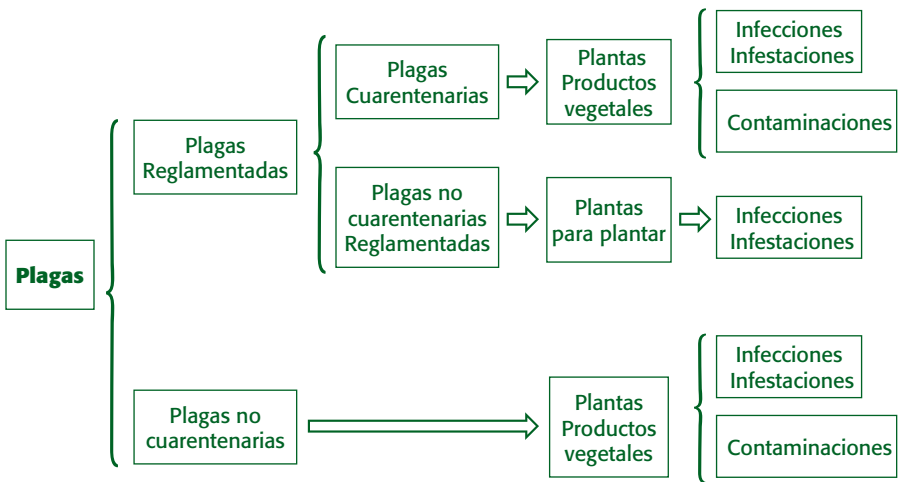 Plagas
Plagas
Reglamentadas
Plagas
Cuarentenarias
Plantas
Productos
vegetales
Infecciones
Infestaciones
Contaminaciones
Plagas no
cuarentenarias
Reglamentadas
Plantas
para plantar
Infecciones
Infestaciones
Plagas no
cuarentenarias
Plantas
Productos
vegetales
Infecciones
Infestaciones
Contaminaciones